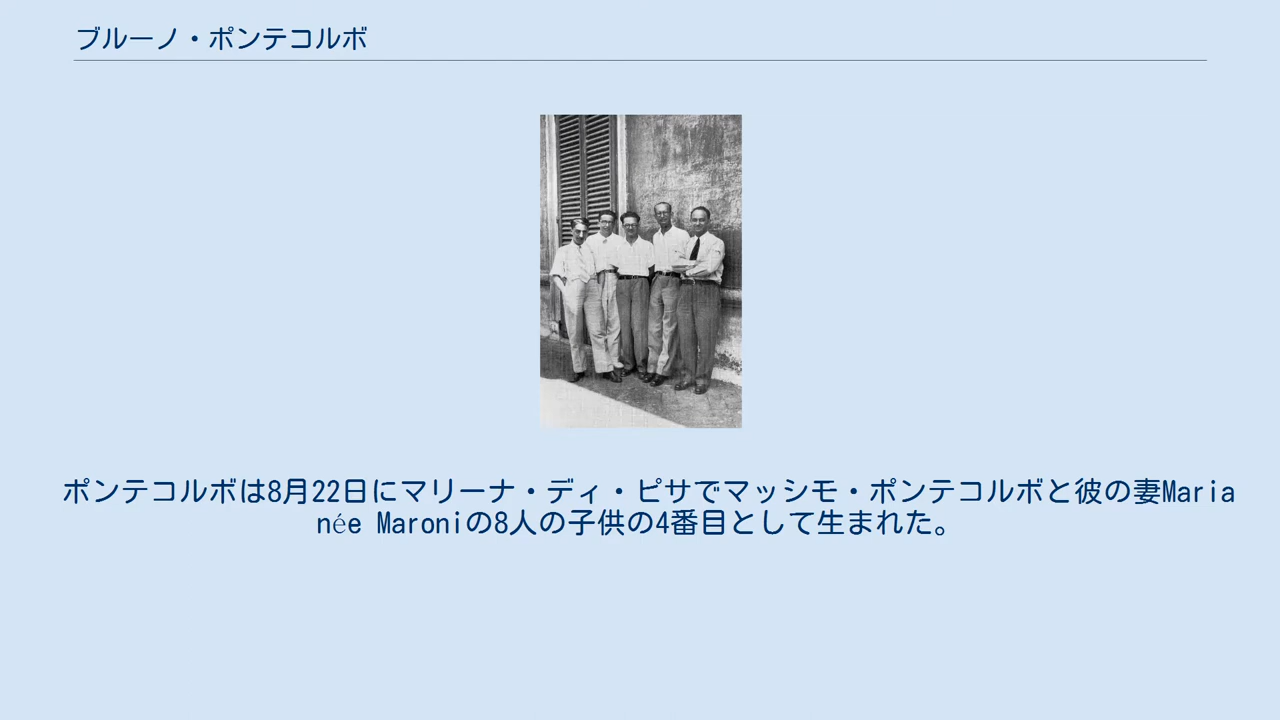 ブルーノ・ポンテコルボ
ポンテコルボは8月22日にマリーナ・ディ・ピサでマッシモ・ポンテコルボと彼の妻Maria
née Maroniの8人の子供の4番目として生まれた。